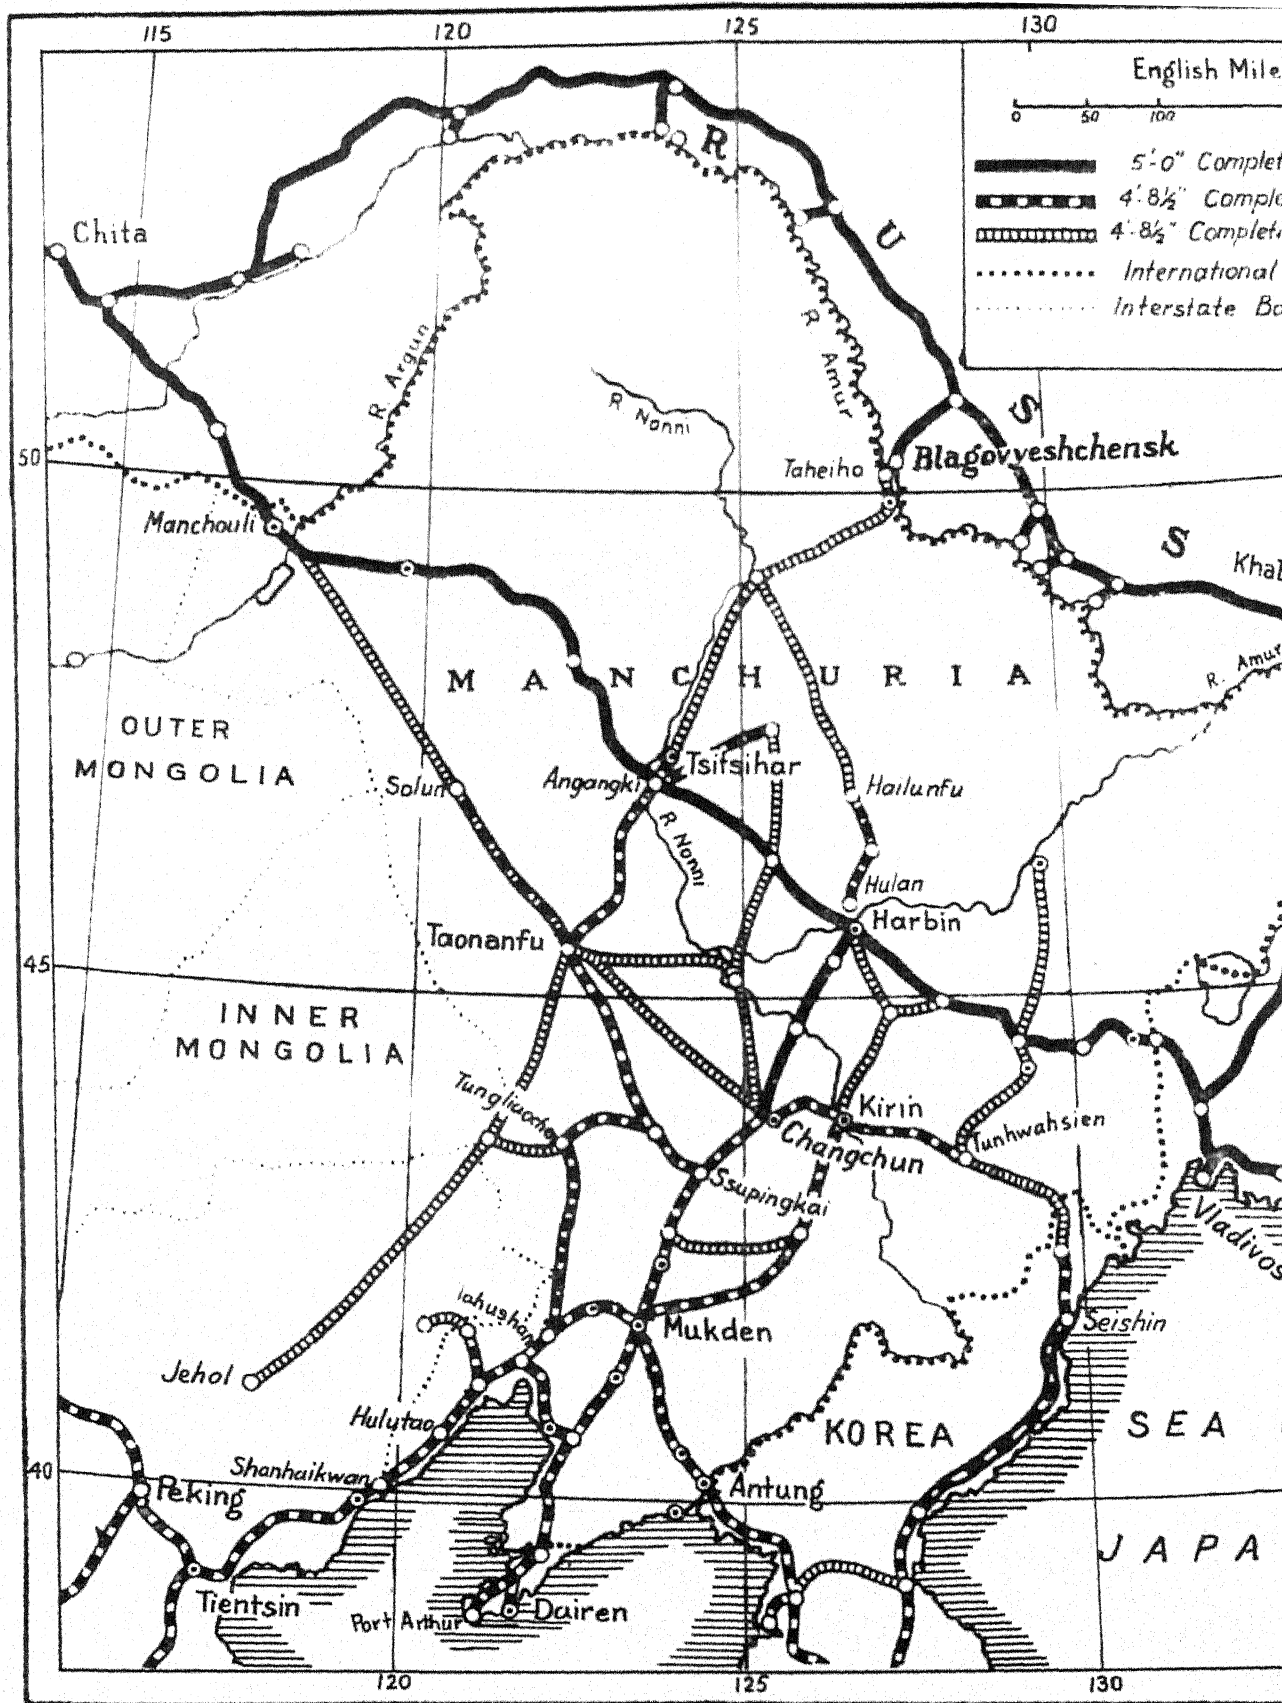 115 120 125 130
English Mile
0 50 100
5'-0" Complet
4'-8½" Comple
4'-8½" Complet
International
Interstate Bo
R
U
S
S
Chita
R. Argun
R. Amur
R. Nonni
50
Taheiho
Blagovyeshchensk
Manchouli
Khab
R. Amur
MANCHURIA
OUTER
MONGOLIA
Solun
Angangki
Tsitsihar
Hailunfu
R Nonni
Hulan
Harbin
Taonanfu
45
INNER
MONGOLIA
Tungliaocho
Kirin
Changchun
Tunhwahsien
Ssupingkai
Vladivos
Tahushan
Mukden
Seishin
Jehol
Hulutao
KOREA
SEA
40
Shanhaikwan
Peking
Antung
JAPA
Tientsin
Port Arthur
Dairen
120 125 130